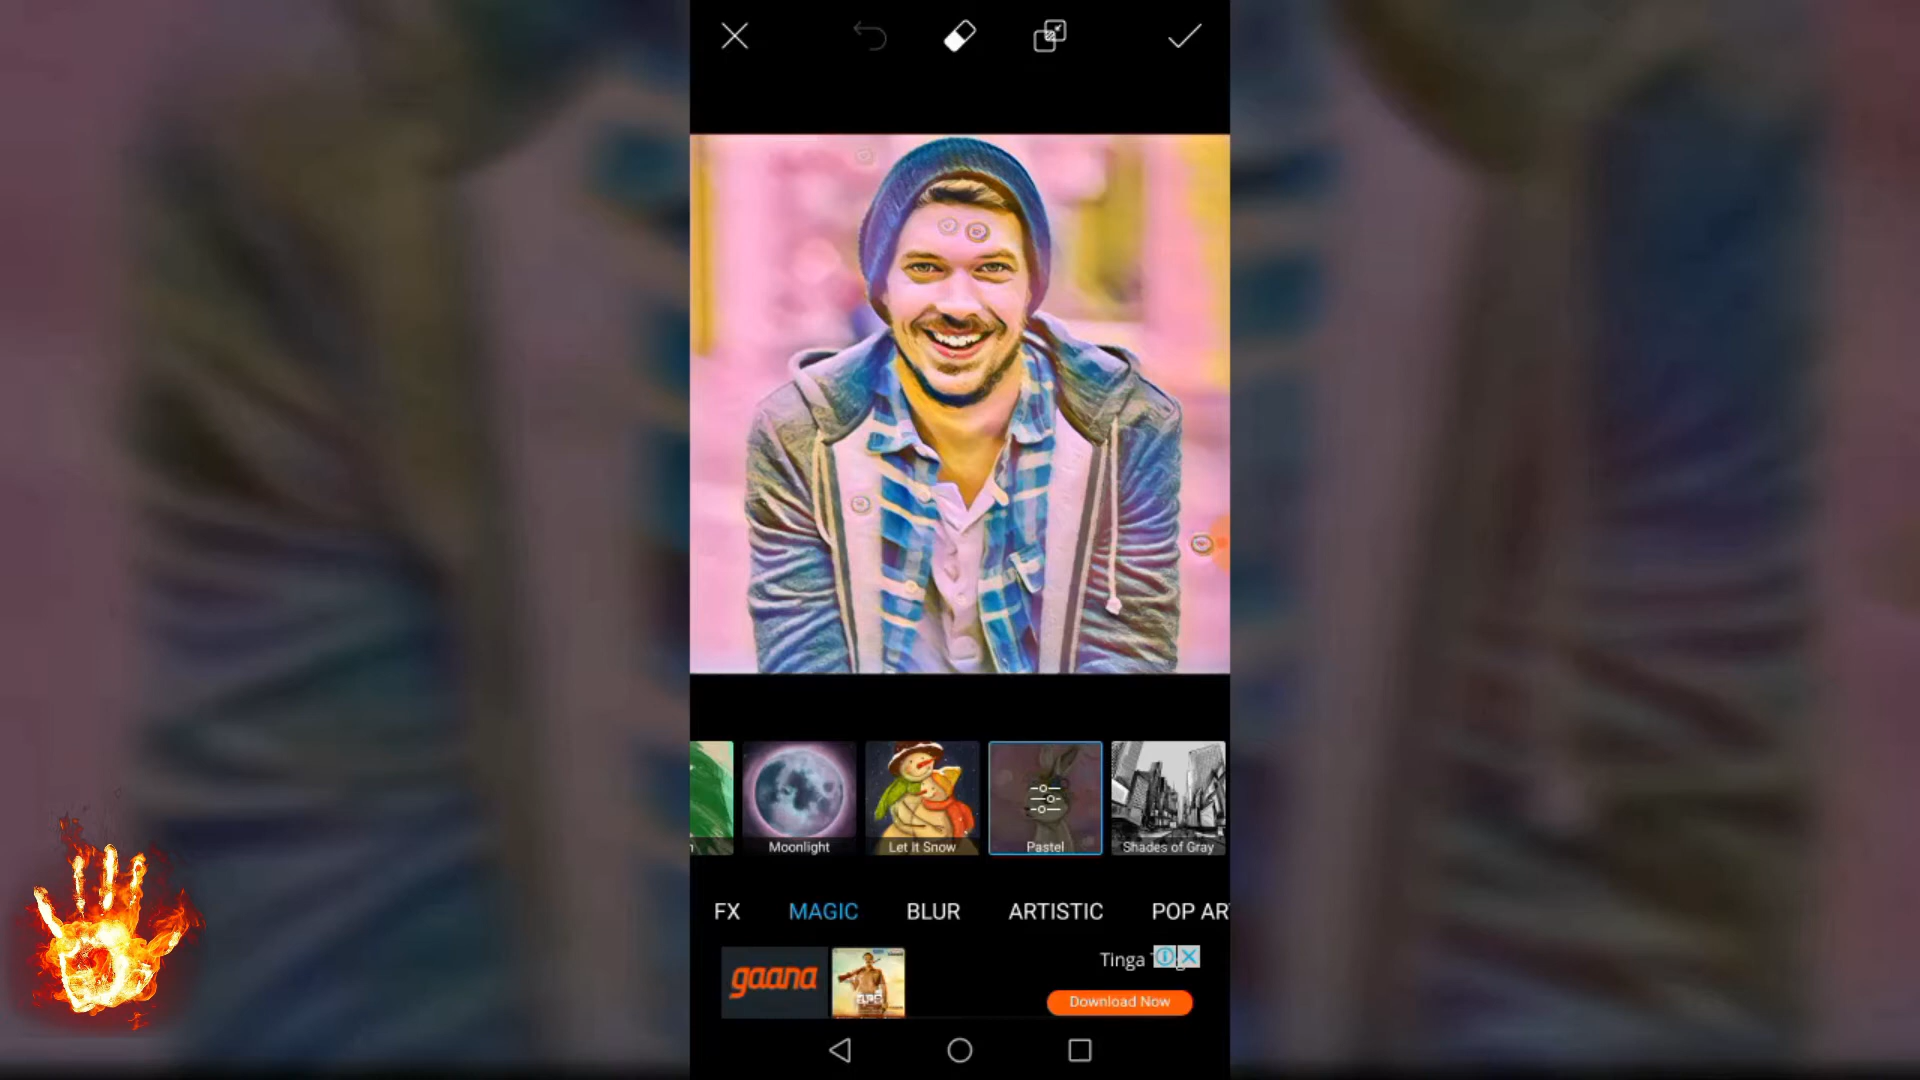 Moonlight
Let It Snow
Pastel
Shades of Gray
FX
MAGIC
BLUR
ARTISTIC
POP AR
gaana
Tinga
Download Now